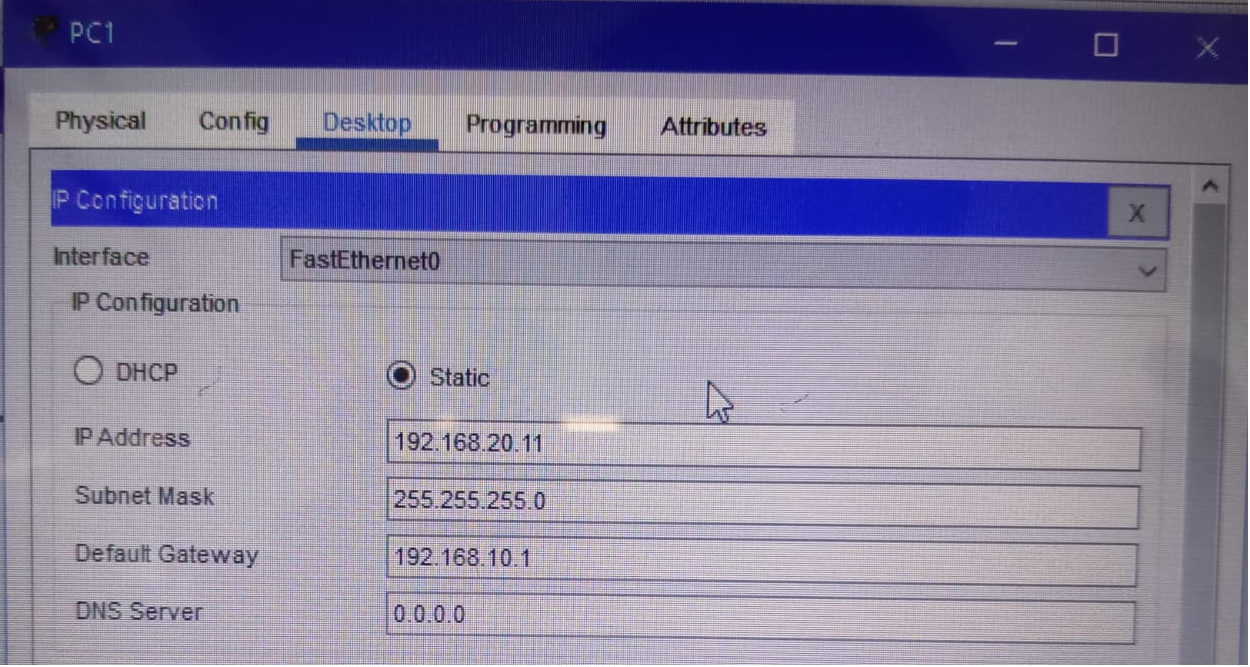 PC1
Physical Config Desktop Programming Attributes
IP Configuration X
Interface FastEthernet0
IP Configuration
DHCP Static
IP Address 192.168.20.11
Subnet Mask 255.255.255.0
Default Gateway 192.168.10.1
DNS Server 0.0.0.0